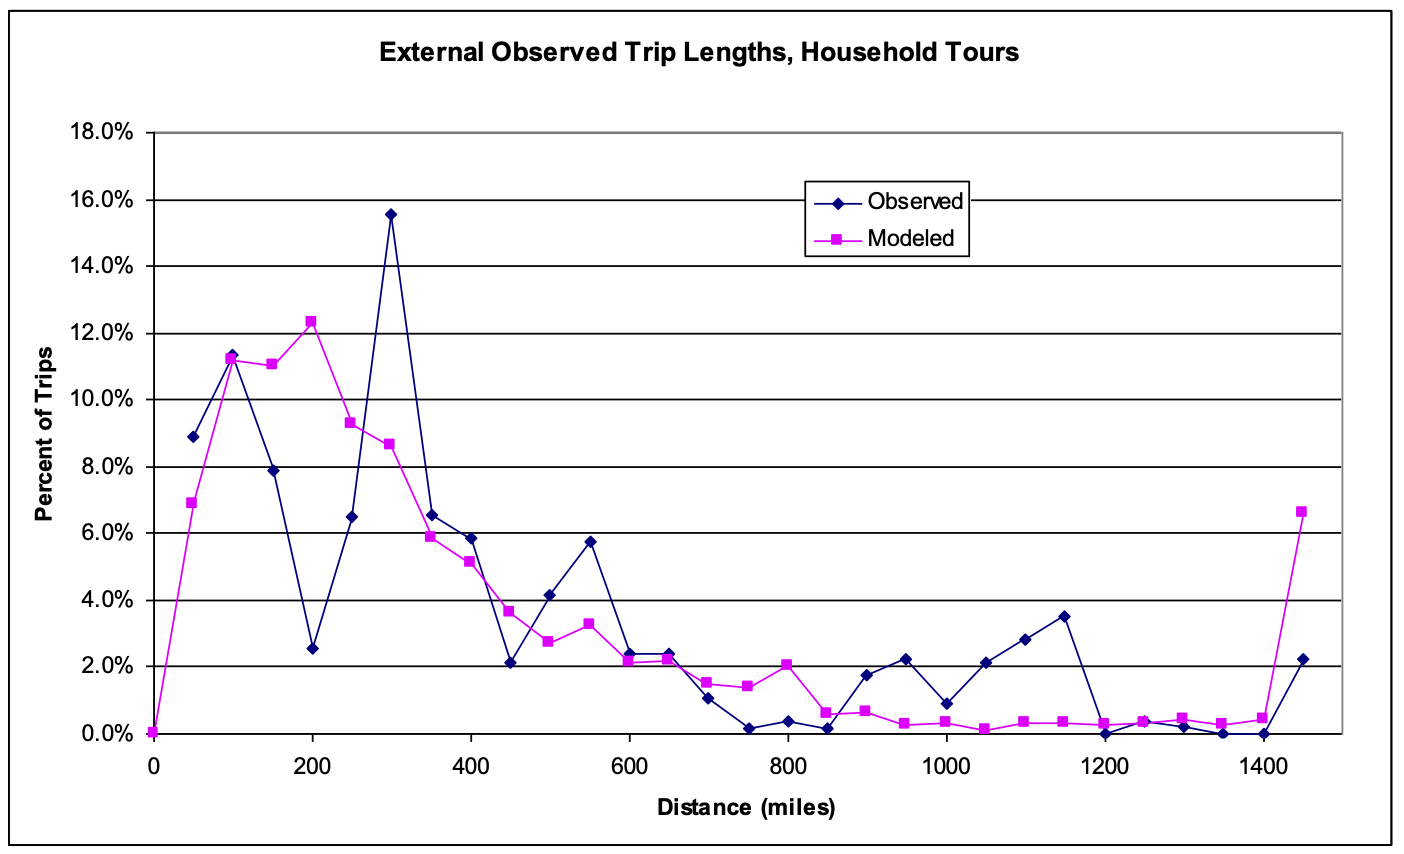 External Observed Trip Lengths, Household Tours
18.0%
16.0%
14.0%
12.0%
10.0%
8.0%
6.0%
4.0%
2.0%
0.0%
Percent of Trips
Observed
Modeled
0 200 400 600 800 1000 1200 1400
Distance (miles)